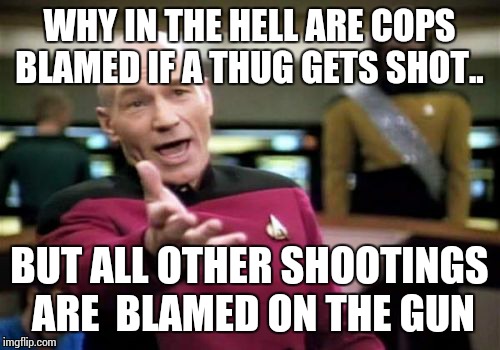 WHY IN THE HELL ARE COPS
BLAMED IF A THUG GETS SHOT..
BUT ALL OTHER SHOOTINGS
ARE BLAMED ON THE GUN
imgflip.com